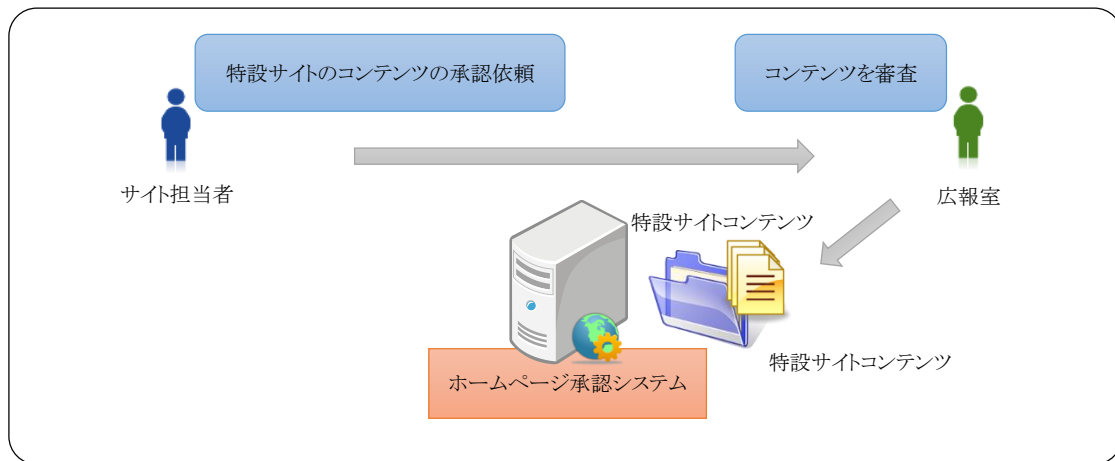 特設サイトのコンテンツの承認依頼
コンテンツを審査
サイト担当者
広報室
特設サイトコンテンツ
特設サイトコンテンツ
ホームページ承認システム